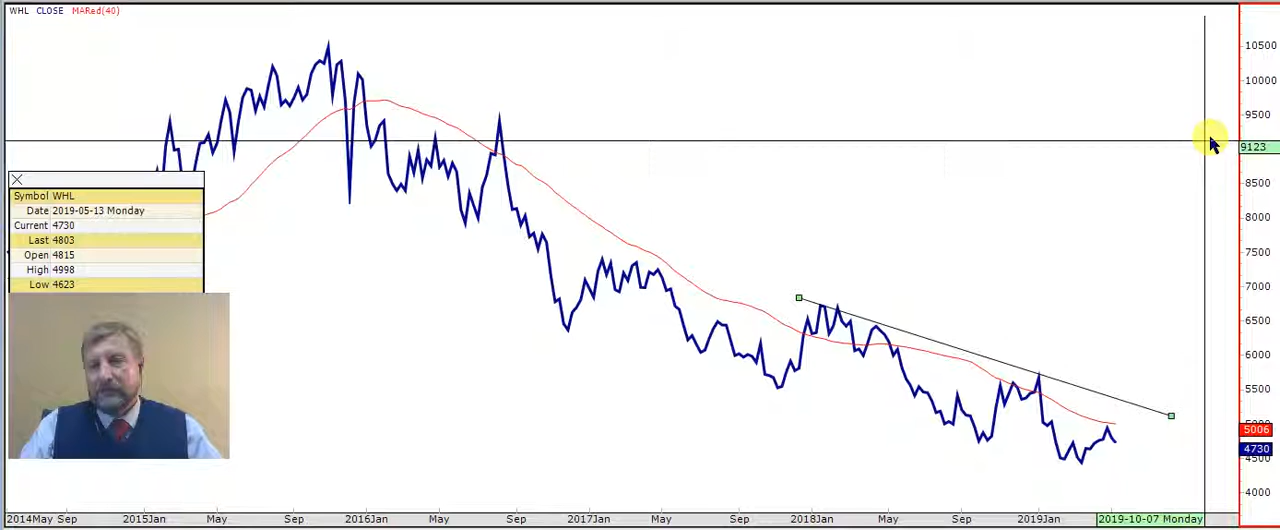 WHL CLOSE MARed(40)
10500
10000
9500
9123
8500
8000
7500
7000
6500
6000
5500
5006
4730
4500
4000
Symbol WHL
Date 2019-05-13 Monday
Current 4730
Last 4803
Open 4815
High 4998
Low 4623
2014May Sep 2015Jan May Sep 2016Jan May Sep 2017Jan May Sep 2018Jan May Sep 2019Jan 2019-10-07 Monday